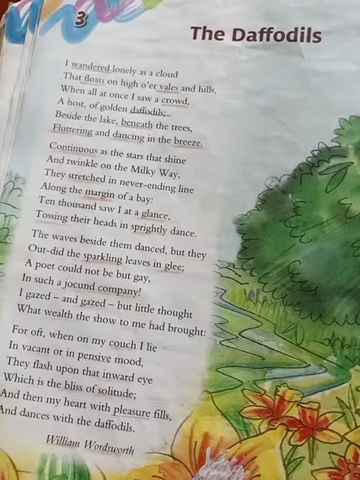 3
The Daffodils
I wandered lonely as a cloud
That floats on high o'er vales and hills,
When all at once I saw a crowd,
A host, of golden daffodils;
Beside the lake, beneath the trees,
Fluttering and dancing in the breeze.
Continuous as the stars that shine
And twinkle on the Milky Way,
They stretched in never-ending line
Along the margin of a bay:
Ten thousand saw I at a glance,
Tossing their heads in sprightly dance.
The waves beside them danced, but they
Out–did the sparkling leaves in glee;
A poet could not be but gay,
In such a jocund company!
I gazed – and gazed – but little thought
What wealth the show to me had brought:
For oft, when on my couch I lie
In vacant or in pensive mood,
They flash upon that inward eye
Which is the bliss of solitude;
And then my heart with pleasure fills,
And dances with the daffodils.
William Wordsworth